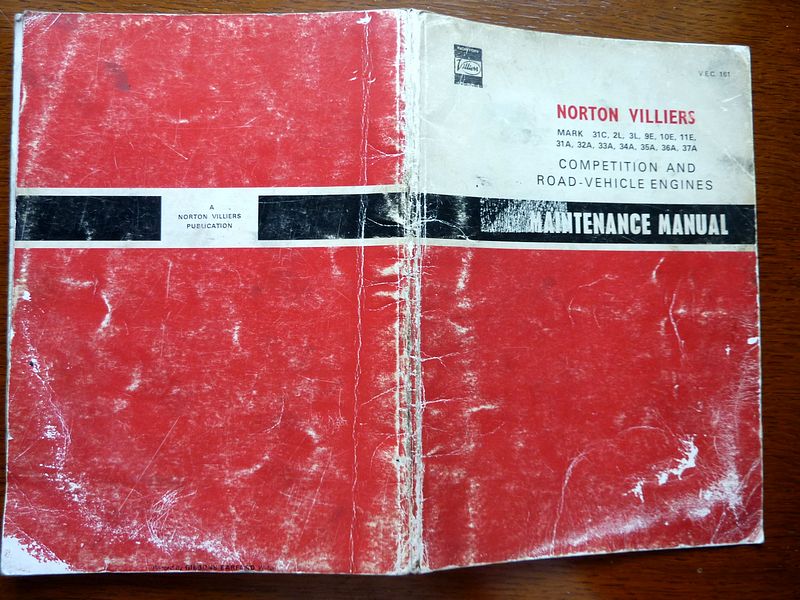 Villiers
V.E.C. 161
NORTON VILLIERS
MARK 31C, 2L, 3L, 9E, 10E, 11E,
31A, 32A, 33A, 34A, 35A, 36A, 37A
COMPETITION AND
ROAD-VEHICLE ENGINES
MAINTENANCE MANUAL
A
NORTON VILLIERS
PUBLICATION